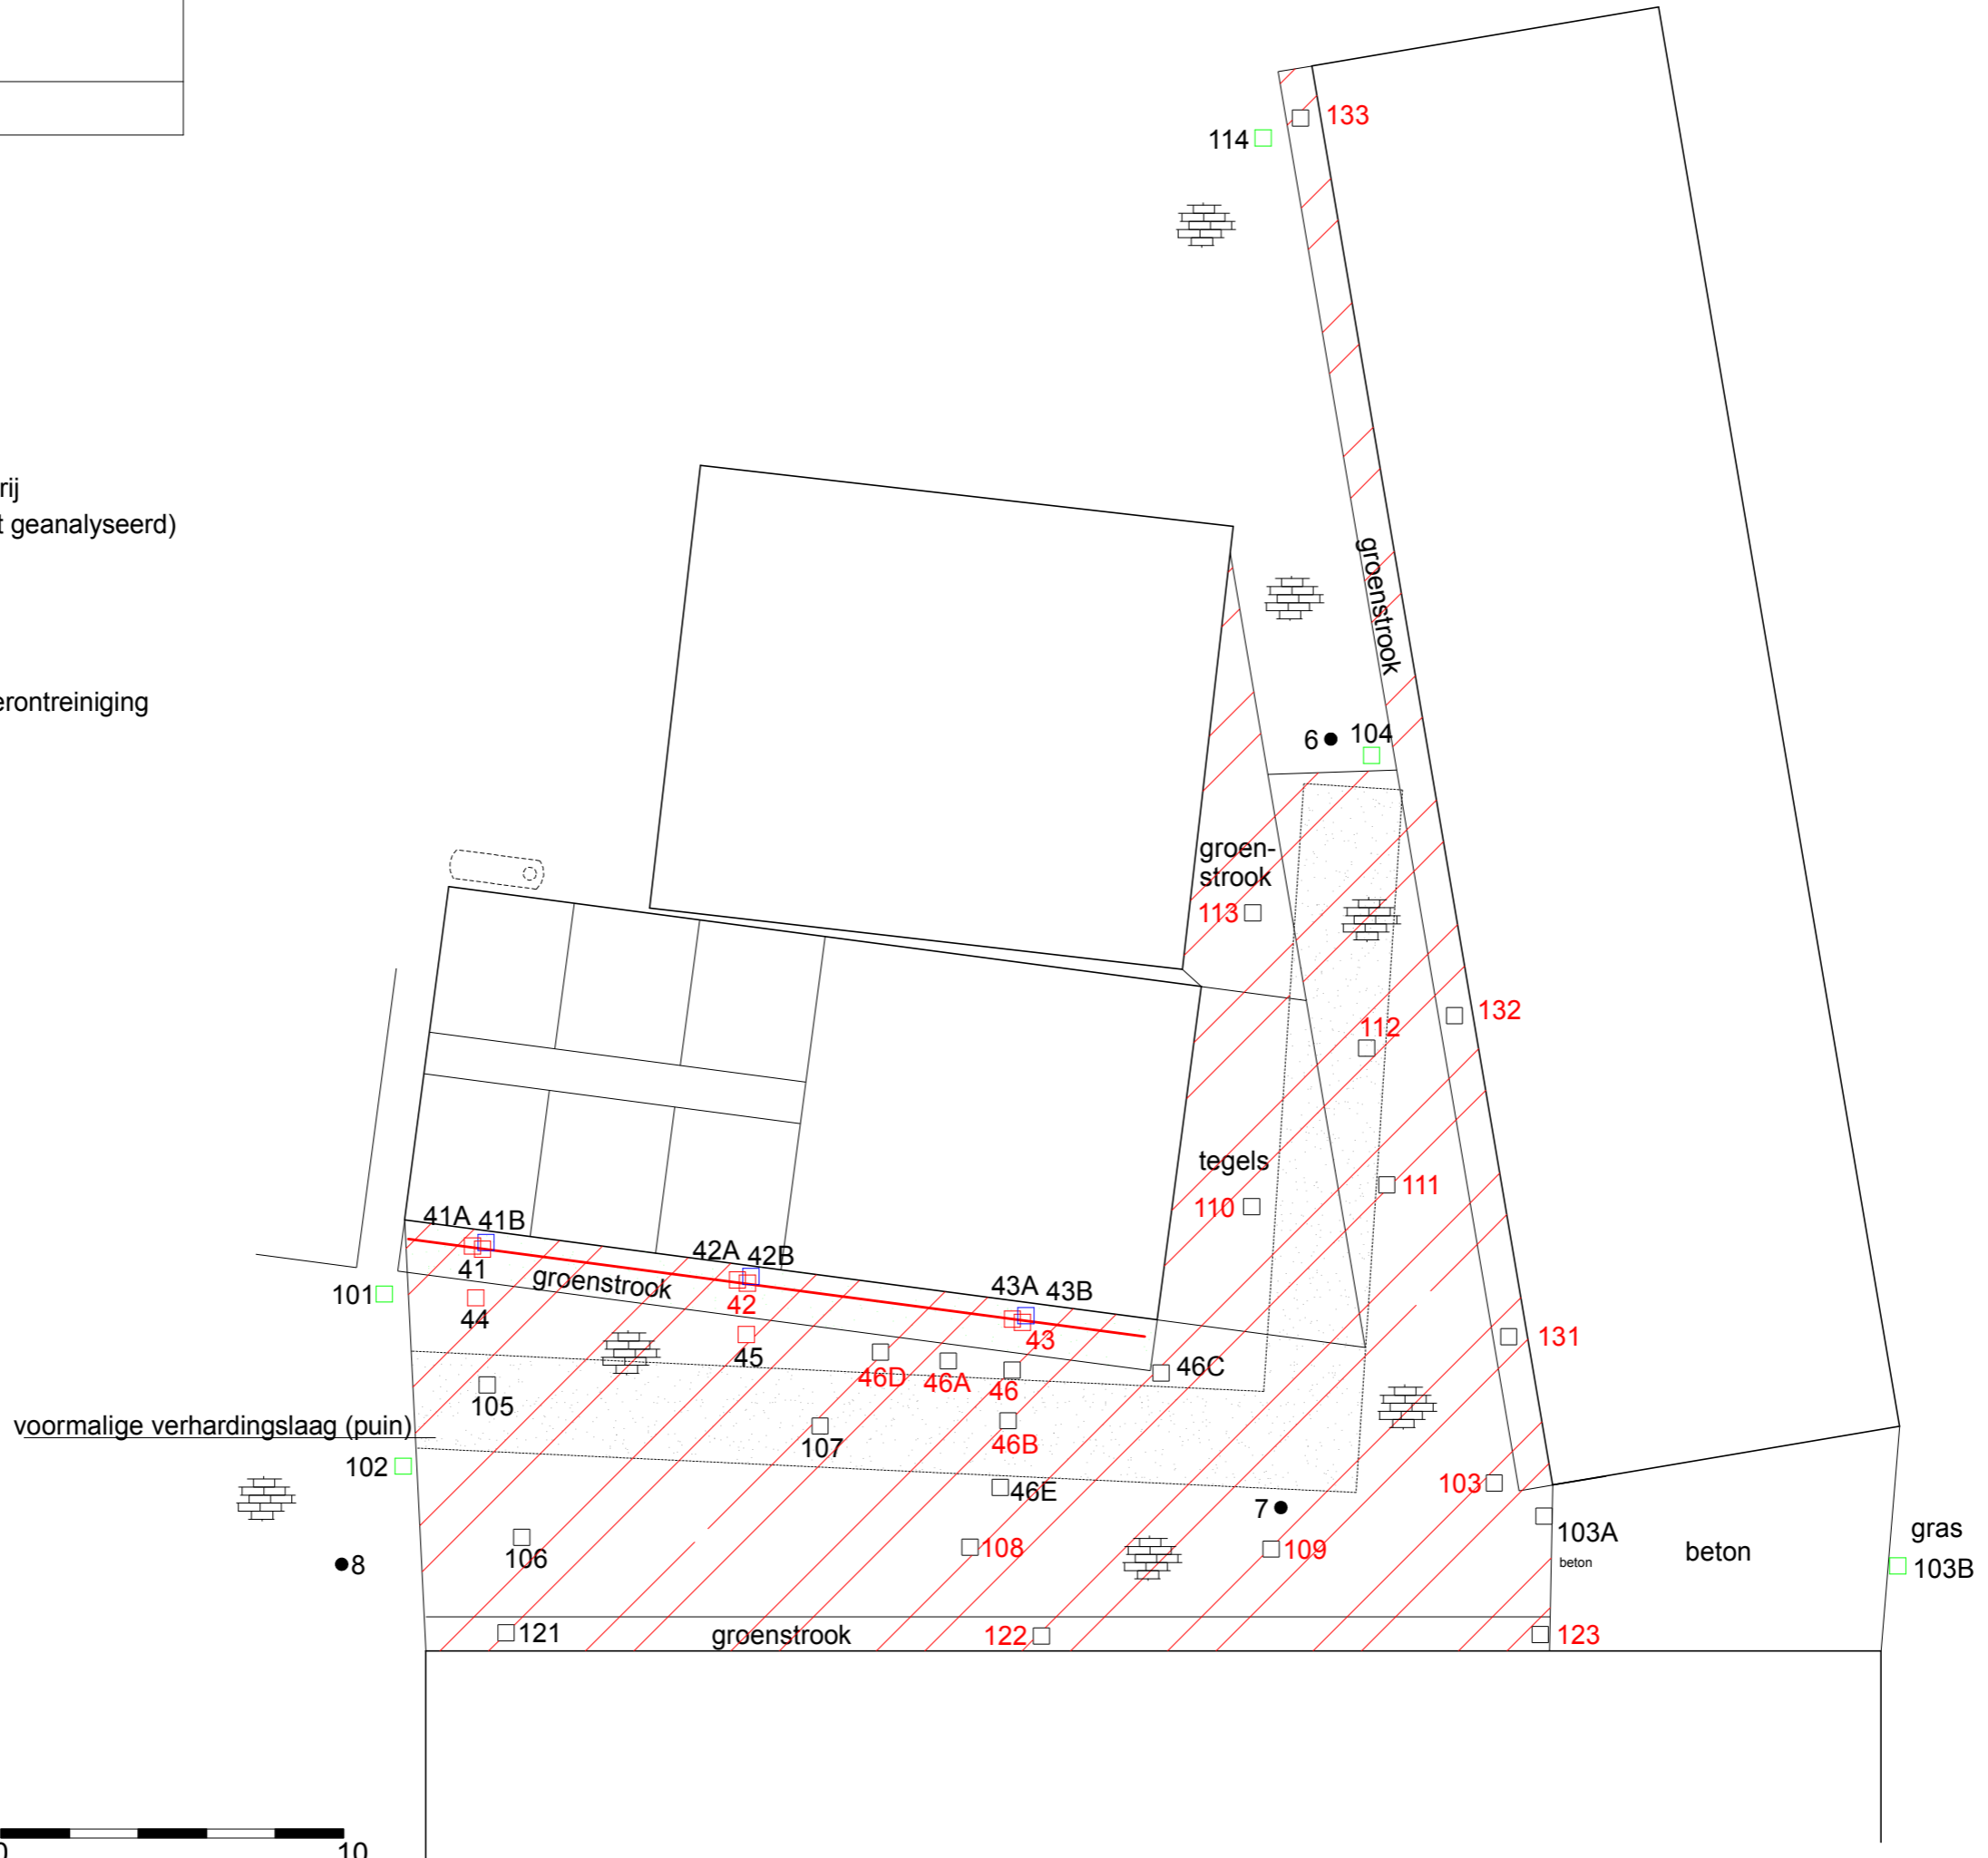 133
114
rij
t geanalyseerd)
groenstrook
erontreiniging
6
104
groen-
strook
113
132
112
tegels
111
110
41A
41B
42A
42B
43A
43B
41
groenstrook
42
43
101
44
45
131
46D
46A
46
46C
105
voormalige verhardingslaag (puin)
107
46B
102
103
46E
7
103A
gras
106
108
109
beton
beton
103B
8
121
groenstrook
122
123
0
10